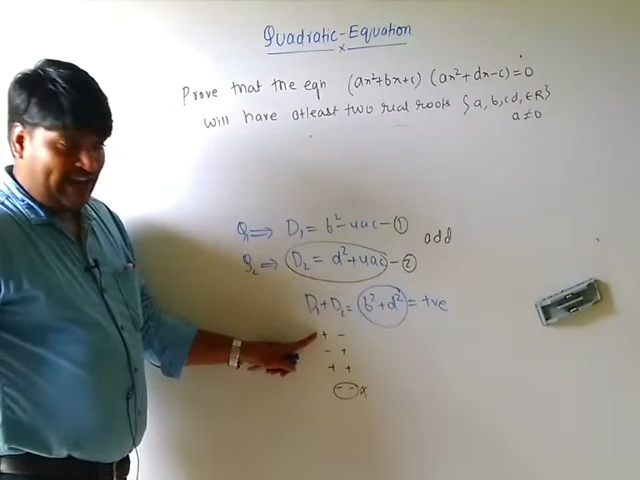 Quadratic-Equation
Prove that the eqn (ax²+bx+c) (ax²+dx-c)=0
will have atleast two real roots {a, b, c, d, ∈ R}
a≠0
Q₁⇒ D₁ = b²-4ac -①
add
Q₂⇒ D₂ = d²+4ac -②
D₁+D₂= b²+d² = +ve
+ -
- +
+ +
- - x